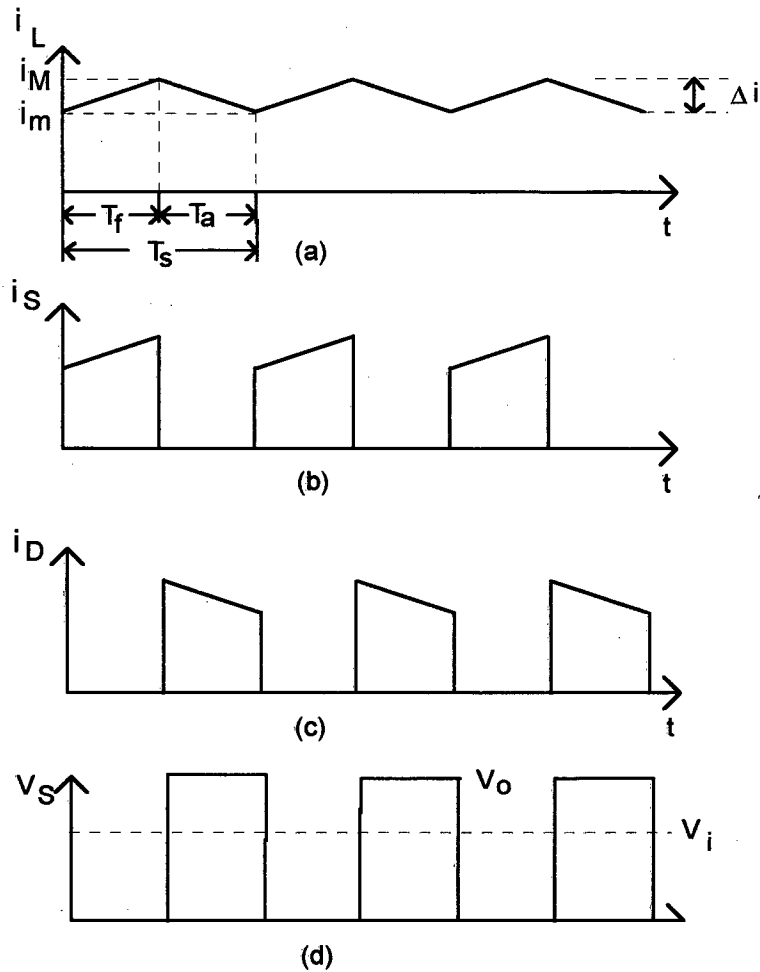 i L
i M
i m
Δ i
T f
T a
T s
t
(a)
i S
t
(b)
i D
t
(c)
V S
V o
V i
(d)